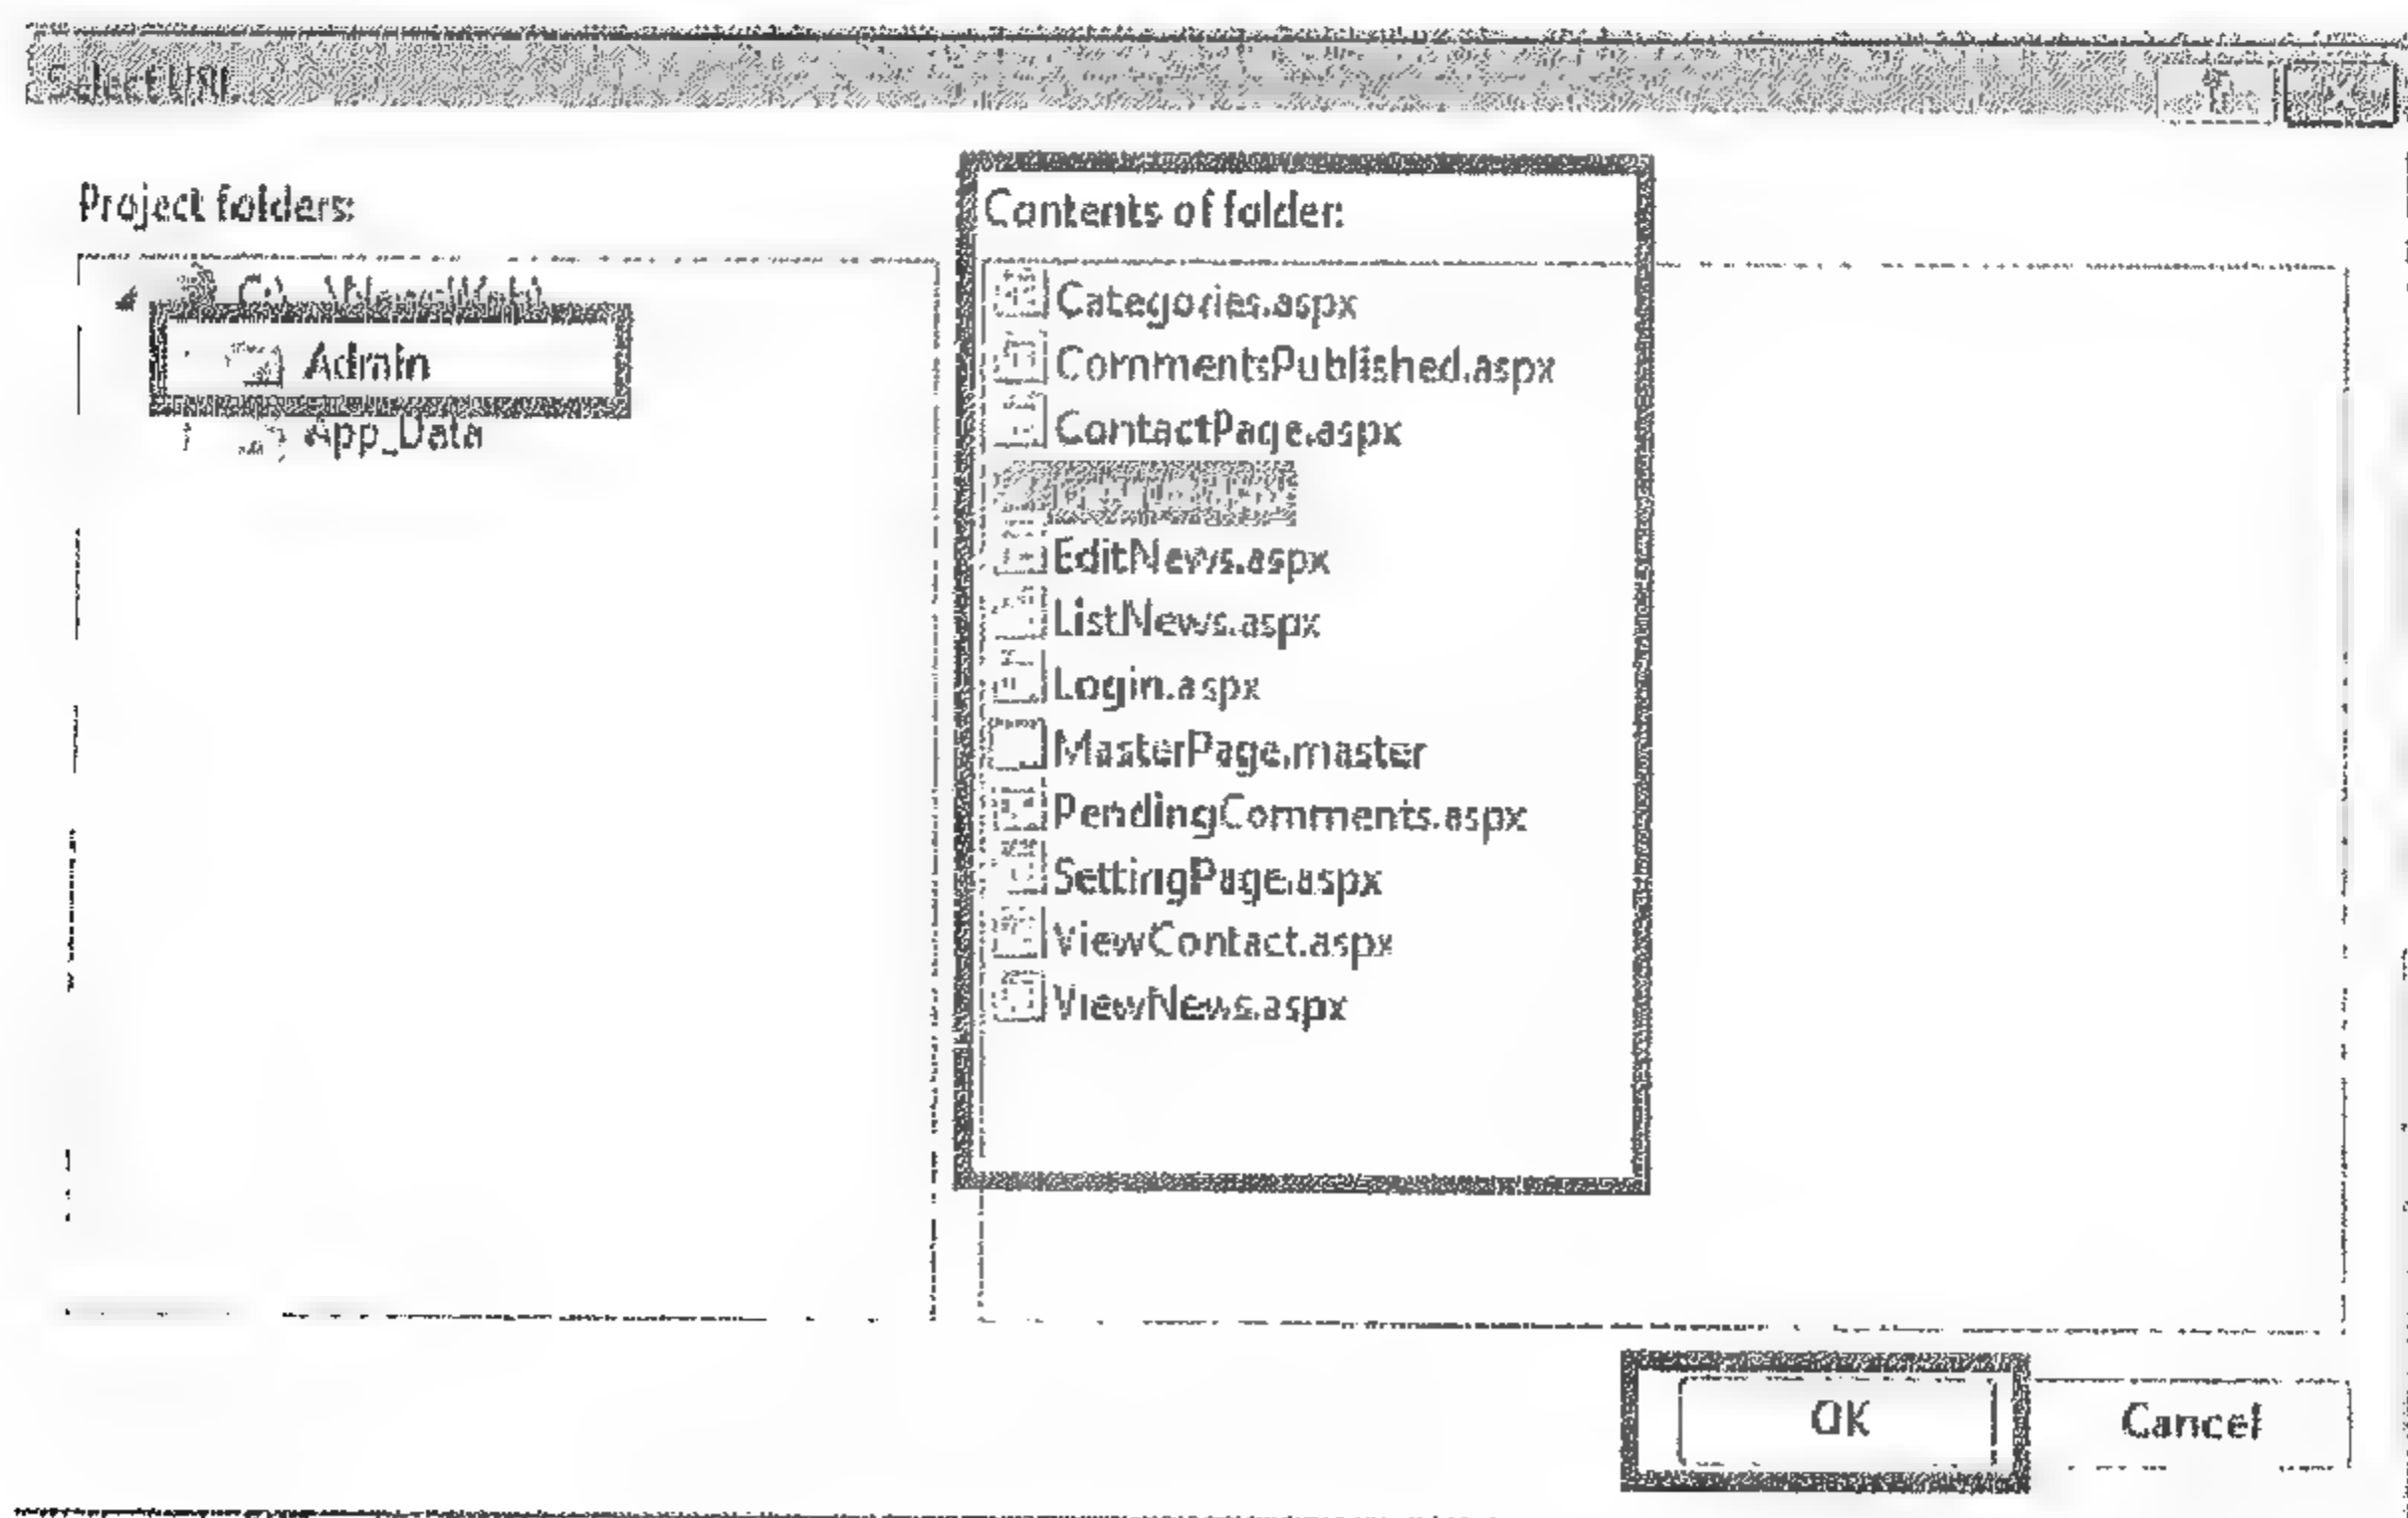 Select URL
Project folders:
C:\...\NewsWeb\
Admin
App_Data
Contents of folder:
Categories.aspx
CommentsPublished.aspx
ContactPage.aspx
EditNews.aspx
ListNews.aspx
Login.aspx
MasterPage.master
PendingComments.aspx
SettingPage.aspx
ViewContact.aspx
ViewNews.aspx
OK
Cancel